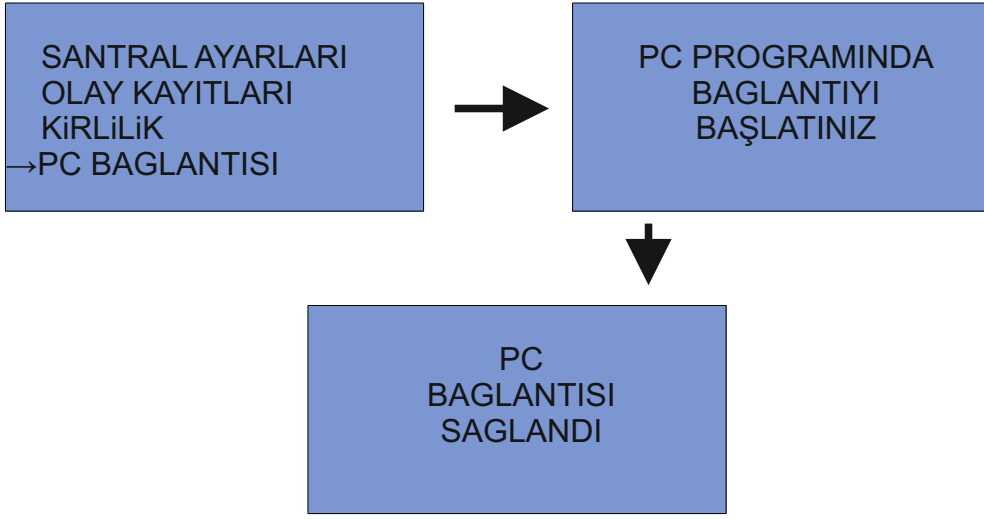 SANTRAL AYARLARI
OLAY KAYITLARI
KiRLiLiK
→PC BAGLANTISI
PC PROGRAMINDA
BAGLANTIYI
BAŞLATINIZ
PC
BAGLANTISI
SAGLANDI